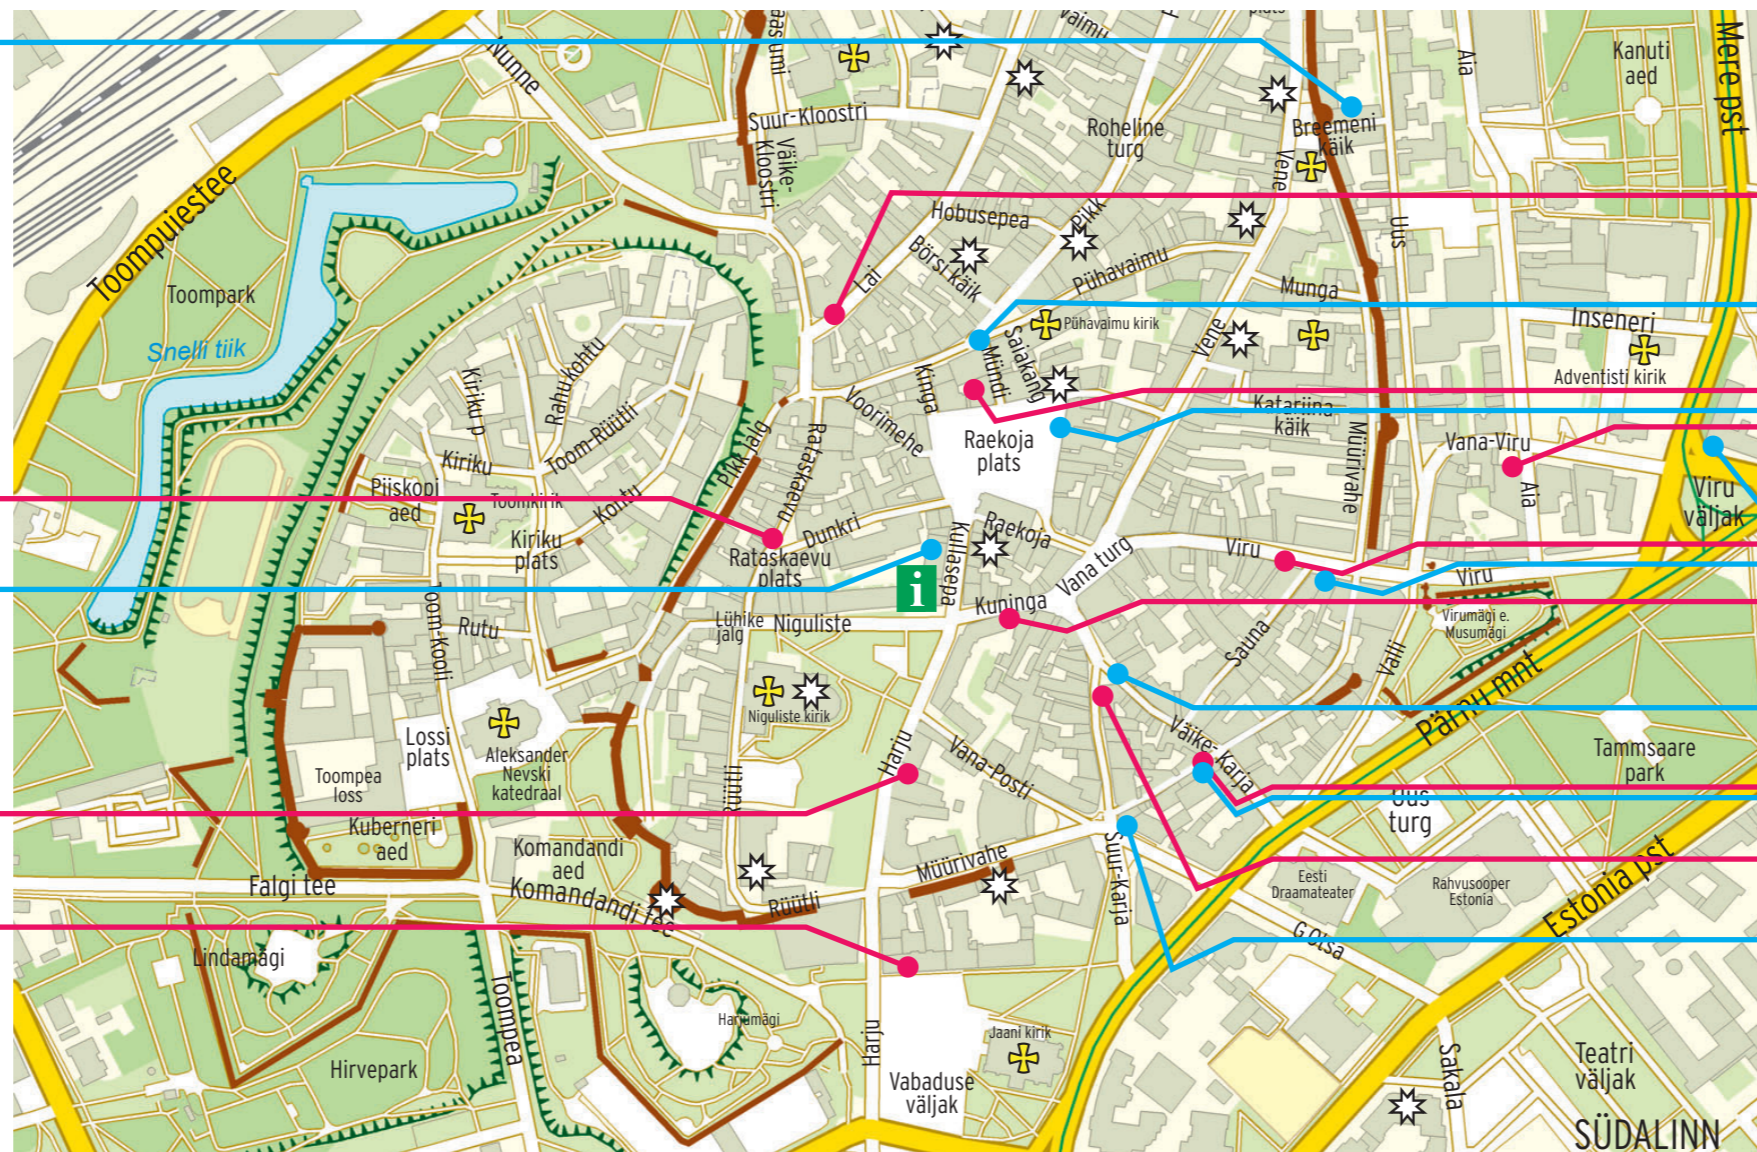 Nunne
Vaimu
Aia
Kanuti
aed
Mere pst
Suur-Kloostri
Väike-
Kloostri
Roheline
turg
Breemeni
käik
Vene
Toompuiestee
Hobusepea
Pikk
Uus
Lai
Börsi käik
Pühavaimu
Munga
Toompark
Snelli tiik
Pühavaimu kirik
Inseneri
Adventisti kirik
Saiakang
Mündi
Kinga
Vene
Rahukohtu
Kiriku p
Toom-Rüütli
Voorimehe
Katariina
käik
Müürivahe
Vana-Viru
Aia
Raekoja
plats
Kiriku
Pikk jalg
Rataskaevu
Piiskopi
aed
Toomkirik
Kohtu
Kiriku
plats
Dunkri
Rataskaevu
plats
Kullasepa
Raekoja
Viru
väljak
Viru
Vana turg
Viru
i
Kuninga
Virumägi e.
Musumägi
Toom-Kooli
Rutu
Lühike
jalg
Niguliste
Sauna
Valli
Pärnu mnt
Niguliste kirik
Lossi
plats
Aleksander
Nevski
katedraal
Toompea
loss
Harju
Vana-Posti
Väike-Karja
Tammsaare
park
Rüütli
Uus
turg
Kuberneri
aed
Komandandi
aed
Müürivahe
Suur-Karja
Eesti
Draamateater
Rahvusooper
Estonia
Estonia pst
Falgi tee
Komandandi tee
Rüütli
G.Otsa
Lindamägi
Toompea
Harjumägi
Hirvepark
Harju
Jaani kirik
Vabaduse
väljak
Sakala
Teatri
väljak
SÜDALINN